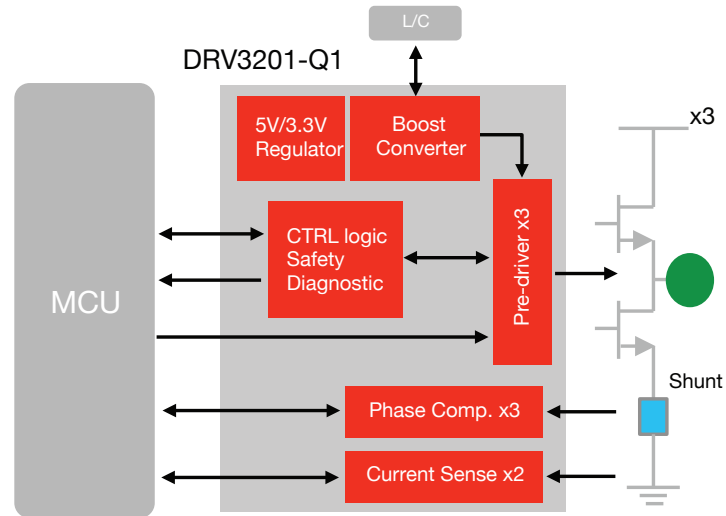 L/C
DRV3201-Q1
x3
5V/3.3V
Regulator
Boost
Converter
CTRL logic
Safety
Diagnostic
Pre-driver x3
MCU
Shunt
Phase Comp. x3
Current Sense x2